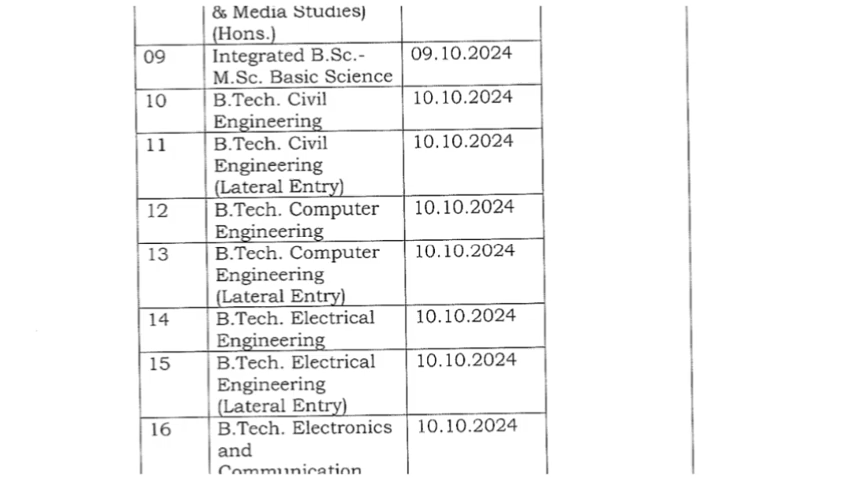 & Media Studies)
(Hons.)
09 Integrated B.Sc.- 09.10.2024
M.Sc. Basic Science
10 B.Tech. Civil 10.10.2024
Engineering
11 B.Tech. Civil 10.10.2024
Engineering
(Lateral Entry)
12 B.Tech. Computer 10.10.2024
Engineering
13 B.Tech. Computer 10.10.2024
Engineering
(Lateral Entry)
14 B.Tech. Electrical 10.10.2024
Engineering
15 B.Tech. Electrical 10.10.2024
Engineering
(Lateral Entry)
16 B.Tech. Electronics 10.10.2024
and
Communication